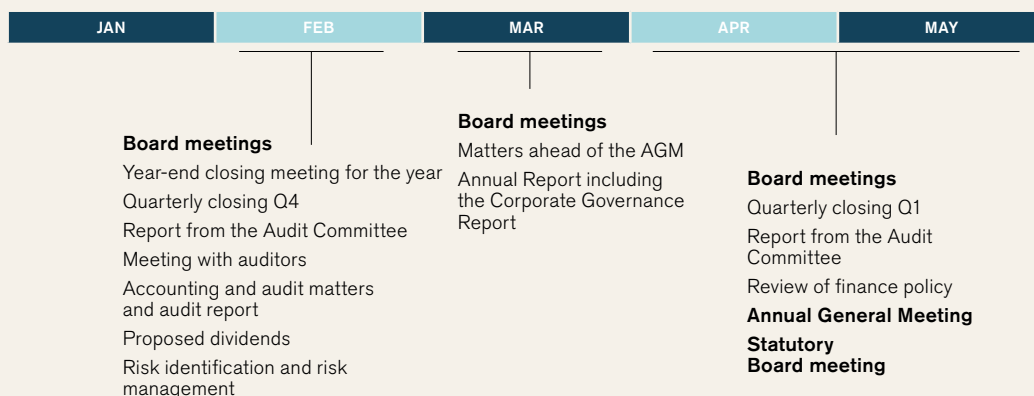 JAN
FEB
MAR
APR
MAY
Board meetings
Year-end closing meeting for the year
Quarterly closing Q4
Report from the Audit Committee
Meeting with auditors
Accounting and audit matters
and audit report
Proposed dividends
Risk identification and risk
management
Board meetings
Matters ahead of the AGM
Annual Report including
the Corporate Governance
Report
Board meetings
Quarterly closing Q1
Report from the Audit
Committee
Review of finance policy
Annual General Meeting
Statutory
Board meeting